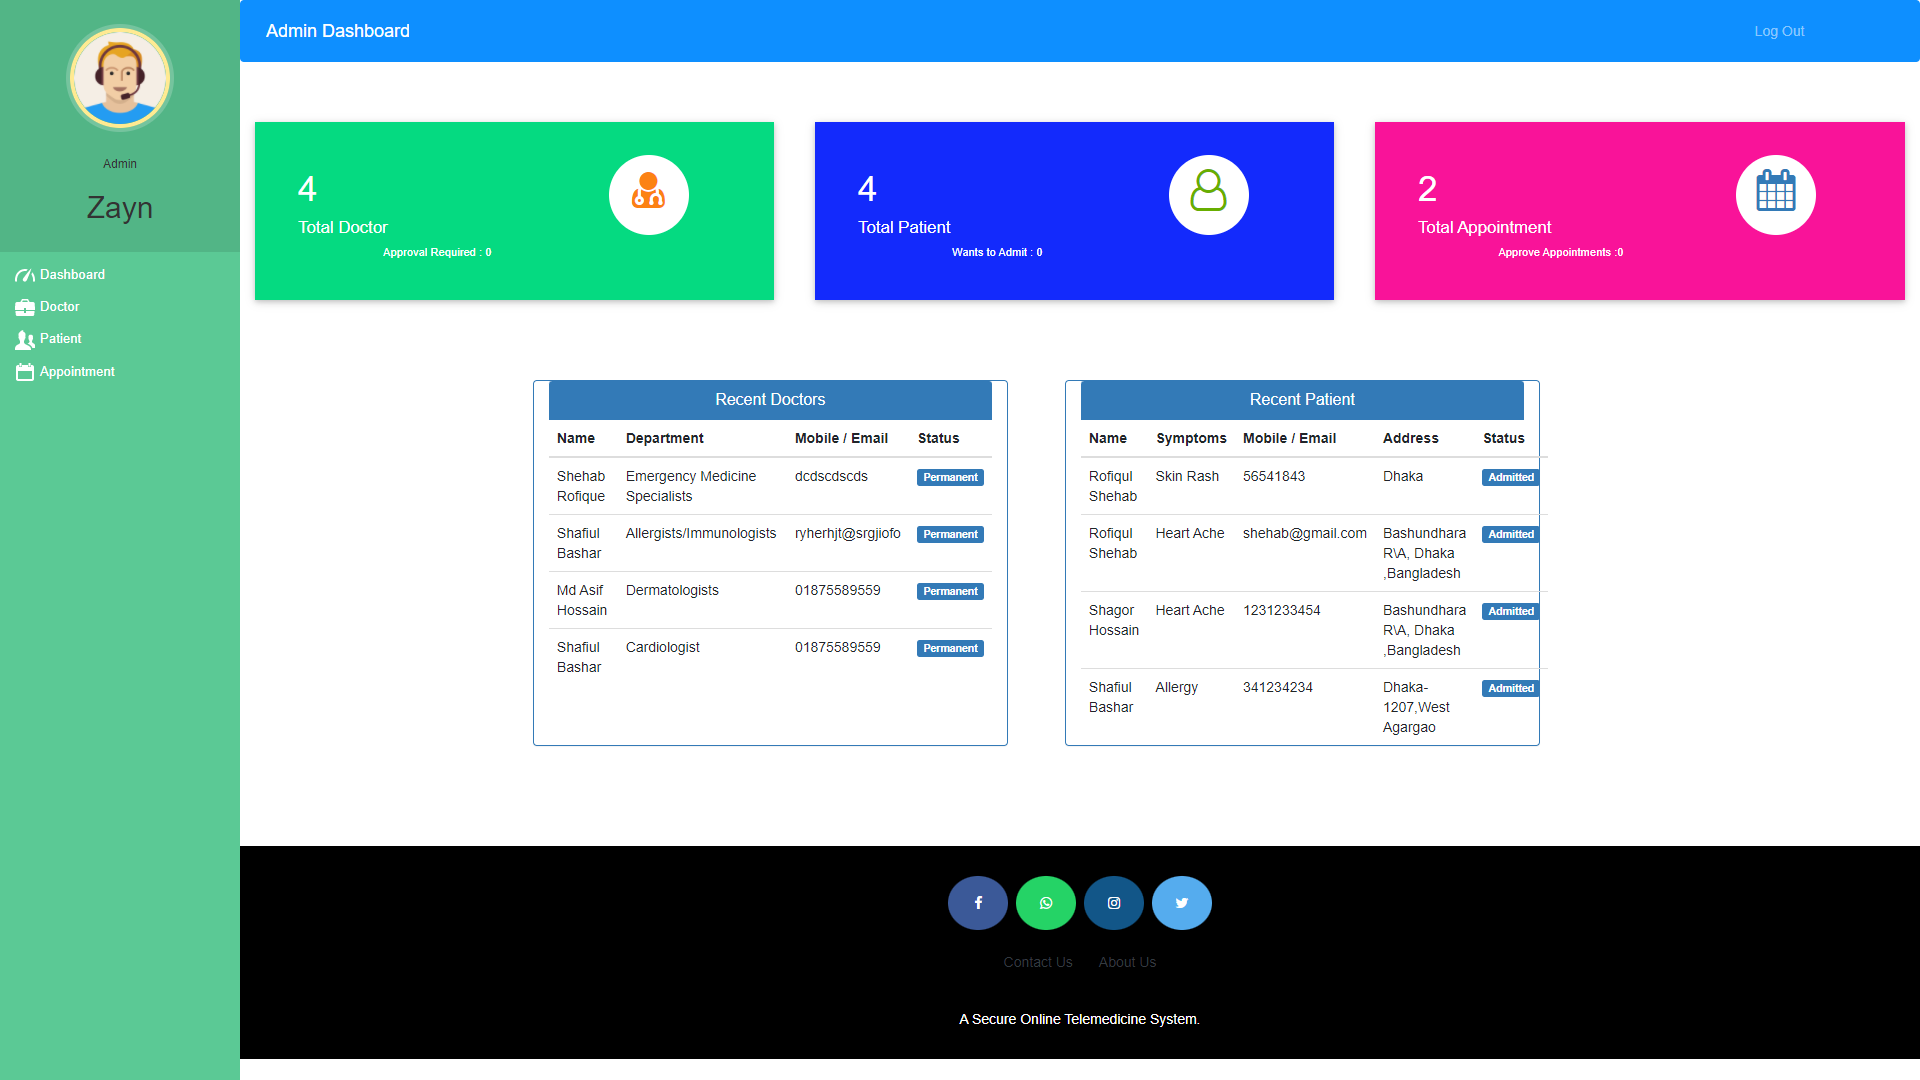 Admin
Zayn
Dashboard
Doctor
Patient
Appointment
Admin Dashboard
Log Out
4
Total Doctor
Approval Required : 0
4
Total Patient
Wants to Admit : 0
2
Total Appointment
Approve Appointments :0
Recent Doctors
Name Department Mobile / Email Status
Shehab Emergency Medicine dcdscdscds Permanent
Rofique Specialists
Shafiul Allergists/Immunologists ryherhjt@srgjiofo Permanent
Bashar
Md Asif Dermatologists 01875589559 Permanent
Hossain
Shafiul Cardiologist 01875589559 Permanent
Bashar
Recent Patient
Name Symptoms Mobile / Email Address Status
Rofiqul Skin Rash 56541843 Dhaka Admitted
Shehab
Rofiqul Heart Ache shehab@gmail.com Bashundhara Admitted
Shehab R\A, Dhaka
,Bangladesh
Shagor Heart Ache 1231233454 Bashundhara Admitted
Hossain R\A, Dhaka
,Bangladesh
Shafiul Allergy 341234234 Dhaka- Admitted
Bashar 1207,West
Agargao
Contact Us About Us
A Secure Online Telemedicine System.